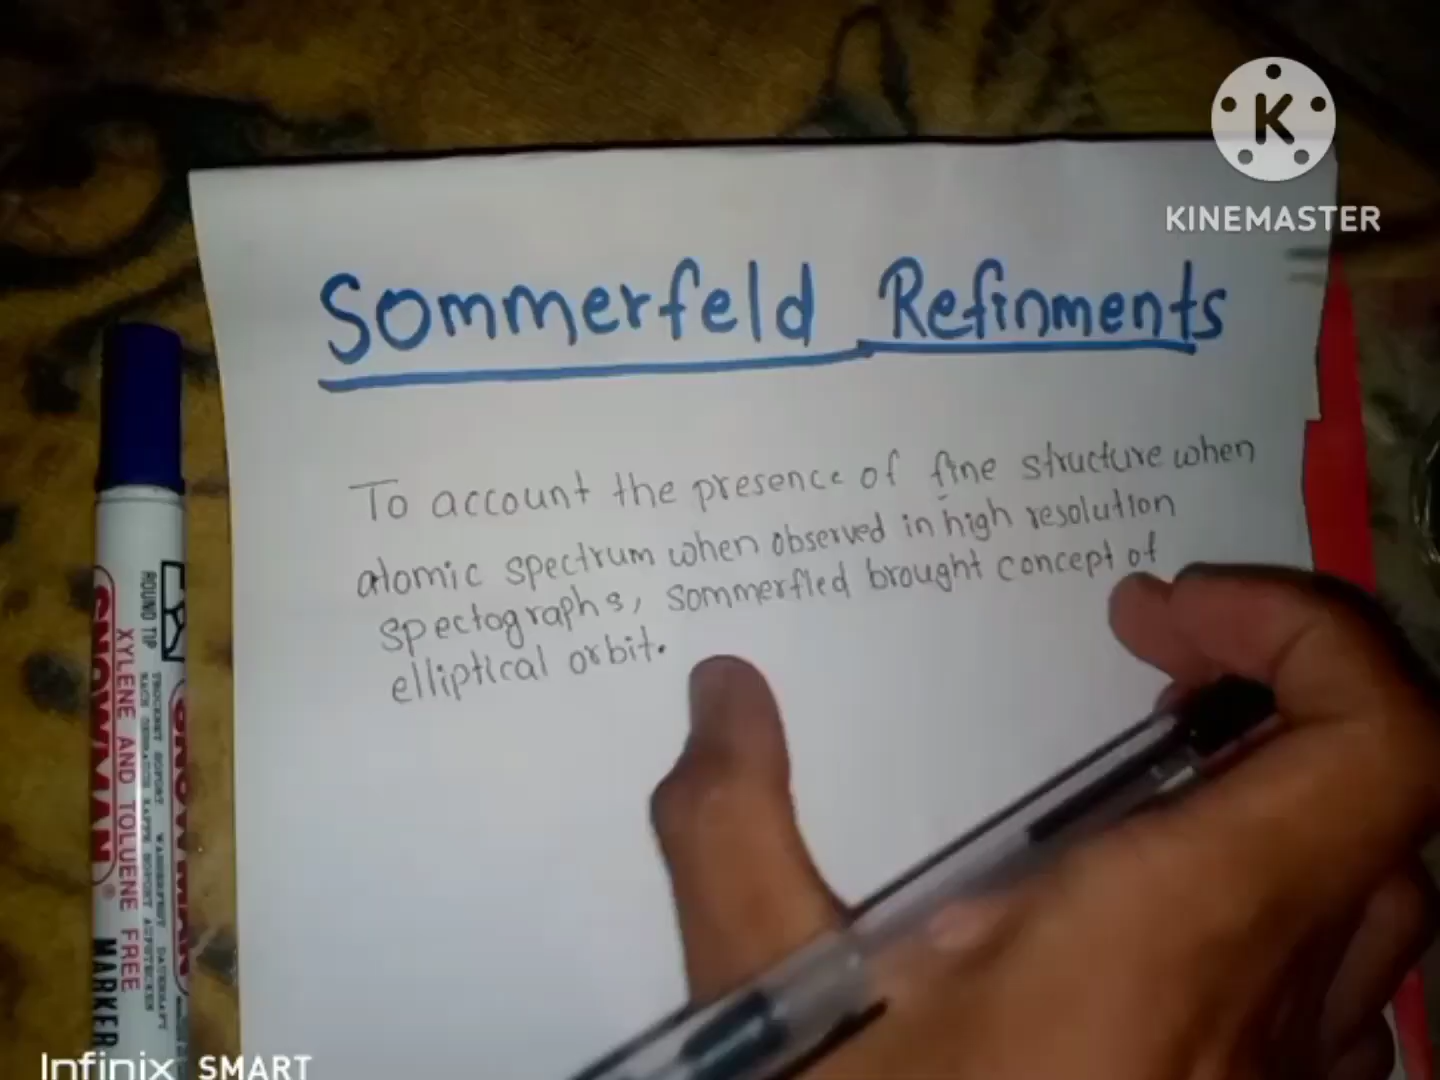 KINEMASTER
Sommerfeld Refinments
To account the presence of fine structure when
atomic spectrum when observed in high resolution
spectographs, sommerfled brought concept of
elliptical orbit.
SNOWMAN
ROUND TIP
XYLENE AND TOLUENE FREE
MARKER
Infinix SMART